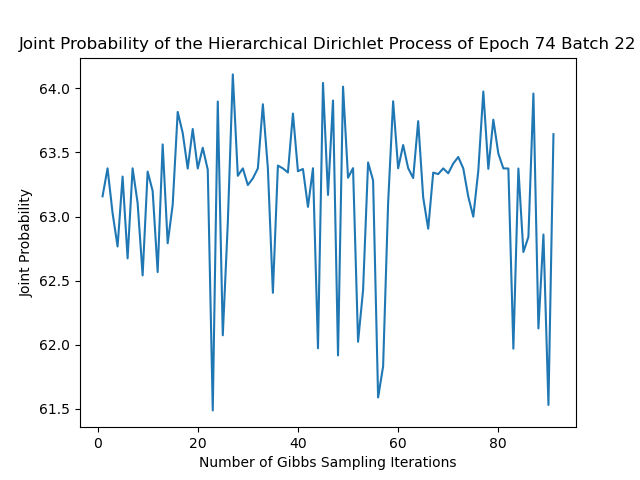 Joint Probability of the Hierarchical Dirichlet Process of Epoch 74 Batch 22
64.0
63.5
63.0
62.5
62.0
61.5
Joint Probability
0 20 40 60 80
Number of Gibbs Sampling Iterations